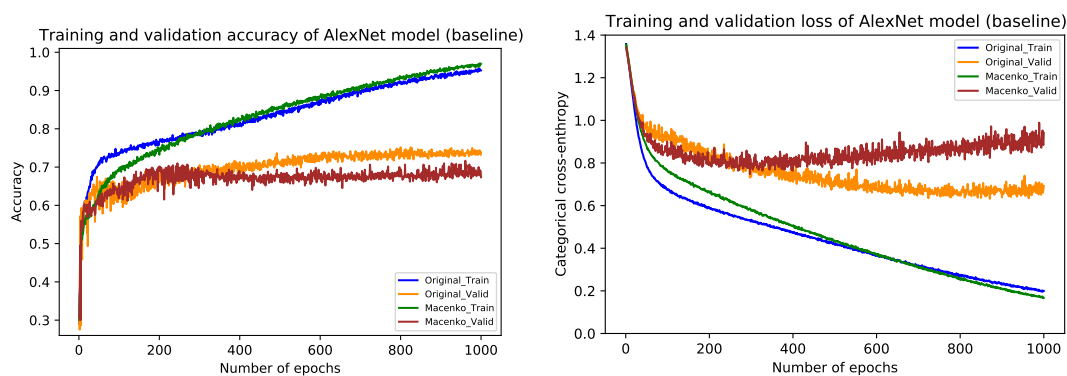 Training and validation accuracy of AlexNet model (baseline)
1.0
0.9
0.8
0.7
0.6
0.5
0.4
0.3
Accuracy
0 200 400 600 800 1000
Number of epochs
Original_Train
Original_Valid
Macenko_Train
Macenko_Valid
Training and validation loss of AlexNet model (baseline)
1.4
1.2
1.0
0.8
0.6
0.4
0.2
0.0
Categorical cross-enthropy
0 200 400 600 800 1000
Number of epochs
Original_Train
Original_Valid
Macenko_Train
Macenko_Valid